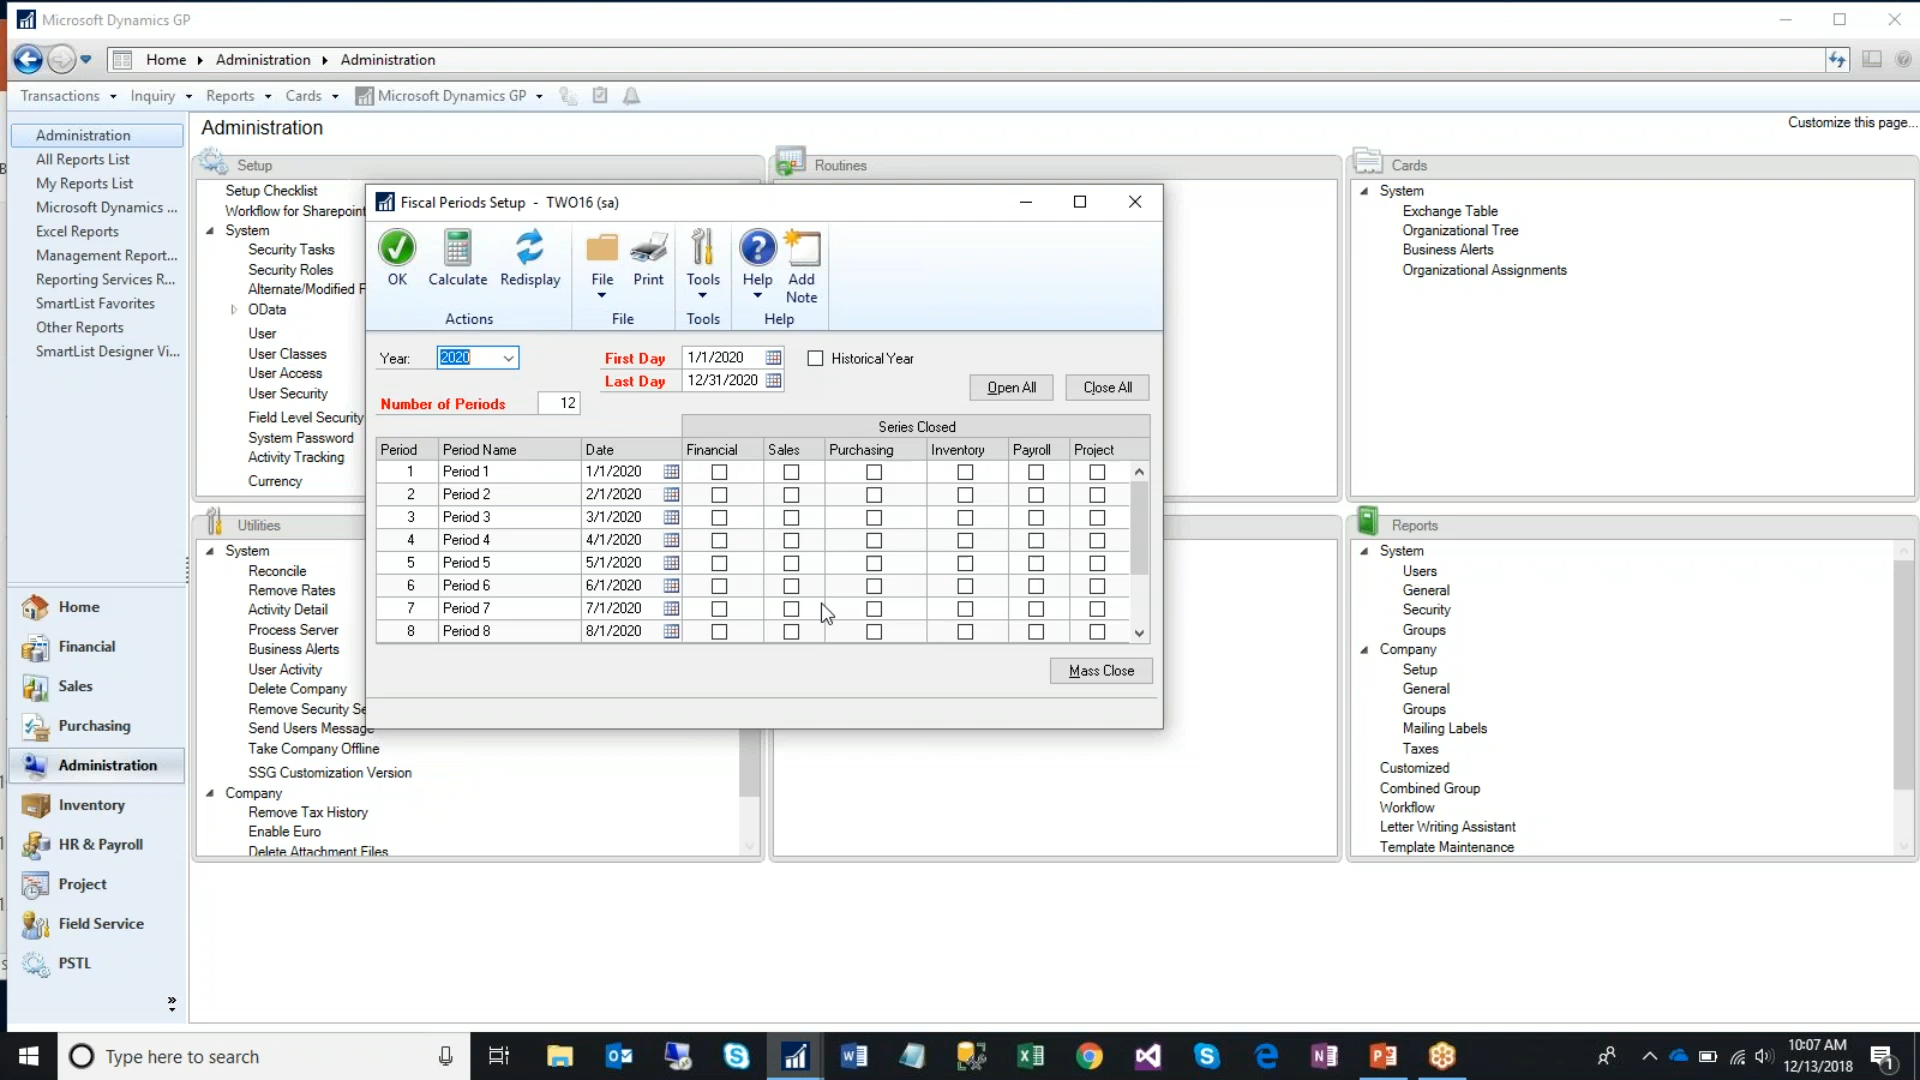 Microsoft Dynamics GP
Home Administration Administration
Transactions Inquiry Reports Cards Microsoft Dynamics GP
Administration
All Reports List
My Reports List
Microsoft Dynamics ...
Excel Reports
Management Report...
Reporting Services R...
SmartList Favorites
Other Reports
SmartList Designer Vi...
Home
Financial
Sales
Purchasing
Administration
Inventory
HR & Payroll
Project
Field Service
PSTL
Administration
Customize this page...
Setup
Setup Checklist
Workflow for Sharepoint
System
Security Tasks
Security Roles
Alternate/Modified F
OData
User
User Classes
User Access
User Security
Field Level Security
System Password
Activity Tracking
Currency
Routines
Cards
System
Exchange Table
Organizational Tree
Business Alerts
Organizational Assignments
Fiscal Periods Setup - TWO16 (sa)
OK Calculate Redisplay File Print Tools Help Add Note
Actions File Tools Help
Year: 2020
First Day 1/1/2020
Historical Year
Last Day 12/31/2020
Open All Close All
Number of Periods 12
Series Closed
Period Period Name Date Financial Sales Purchasing Inventory Payroll Project
1 Period 1 1/1/2020
2 Period 2 2/1/2020
3 Period 3 3/1/2020
4 Period 4 4/1/2020
5 Period 5 5/1/2020
6 Period 6 6/1/2020
7 Period 7 7/1/2020
8 Period 8 8/1/2020
Mass Close
Utilities
System
Reconcile
Remove Rates
Activity Detail
Process Server
Business Alerts
User Activity
Delete Company
Remove Security Se
Send Users Message
Take Company Offline
SSG Customization Version
Company
Remove Tax History
Enable Euro
Delete Attachment Files
Reports
System
Users
General
Security
Groups
Company
Setup
General
Groups
Mailing Labels
Taxes
Customized
Combined Group
Workflow
Letter Writing Assistant
Template Maintenance
Type here to search
10:07 AM
12/13/2018
1